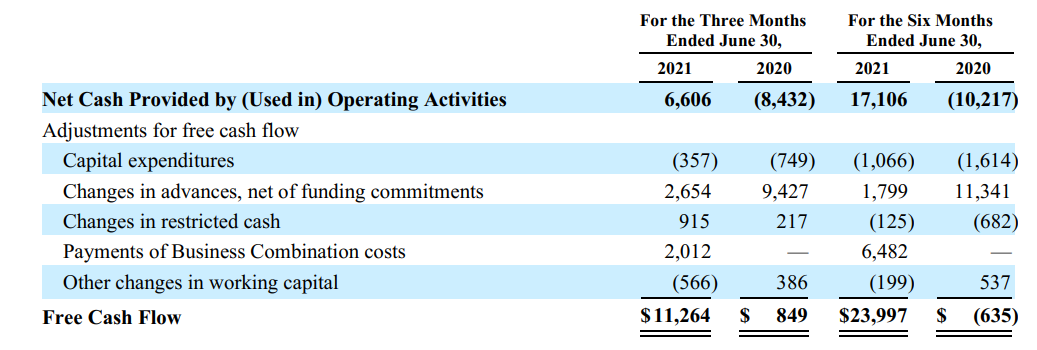 For the Three Months Ended June 30, For the Six Months Ended June 30,
2021 2020 2021 2020
Net Cash Provided by (Used in) Operating Activities 6,606 (8,432) 17,106 (10,217)
Adjustments for free cash flow
Capital expenditures (357) (749) (1,066) (1,614)
Changes in advances, net of funding commitments 2,654 9,427 1,799 11,341
Changes in restricted cash 915 217 (125) (682)
Payments of Business Combination costs 2,012 — 6,482 —
Other changes in working capital (566) 386 (199) 537
Free Cash Flow $11,264 $ 849 $23,997 $ (635)